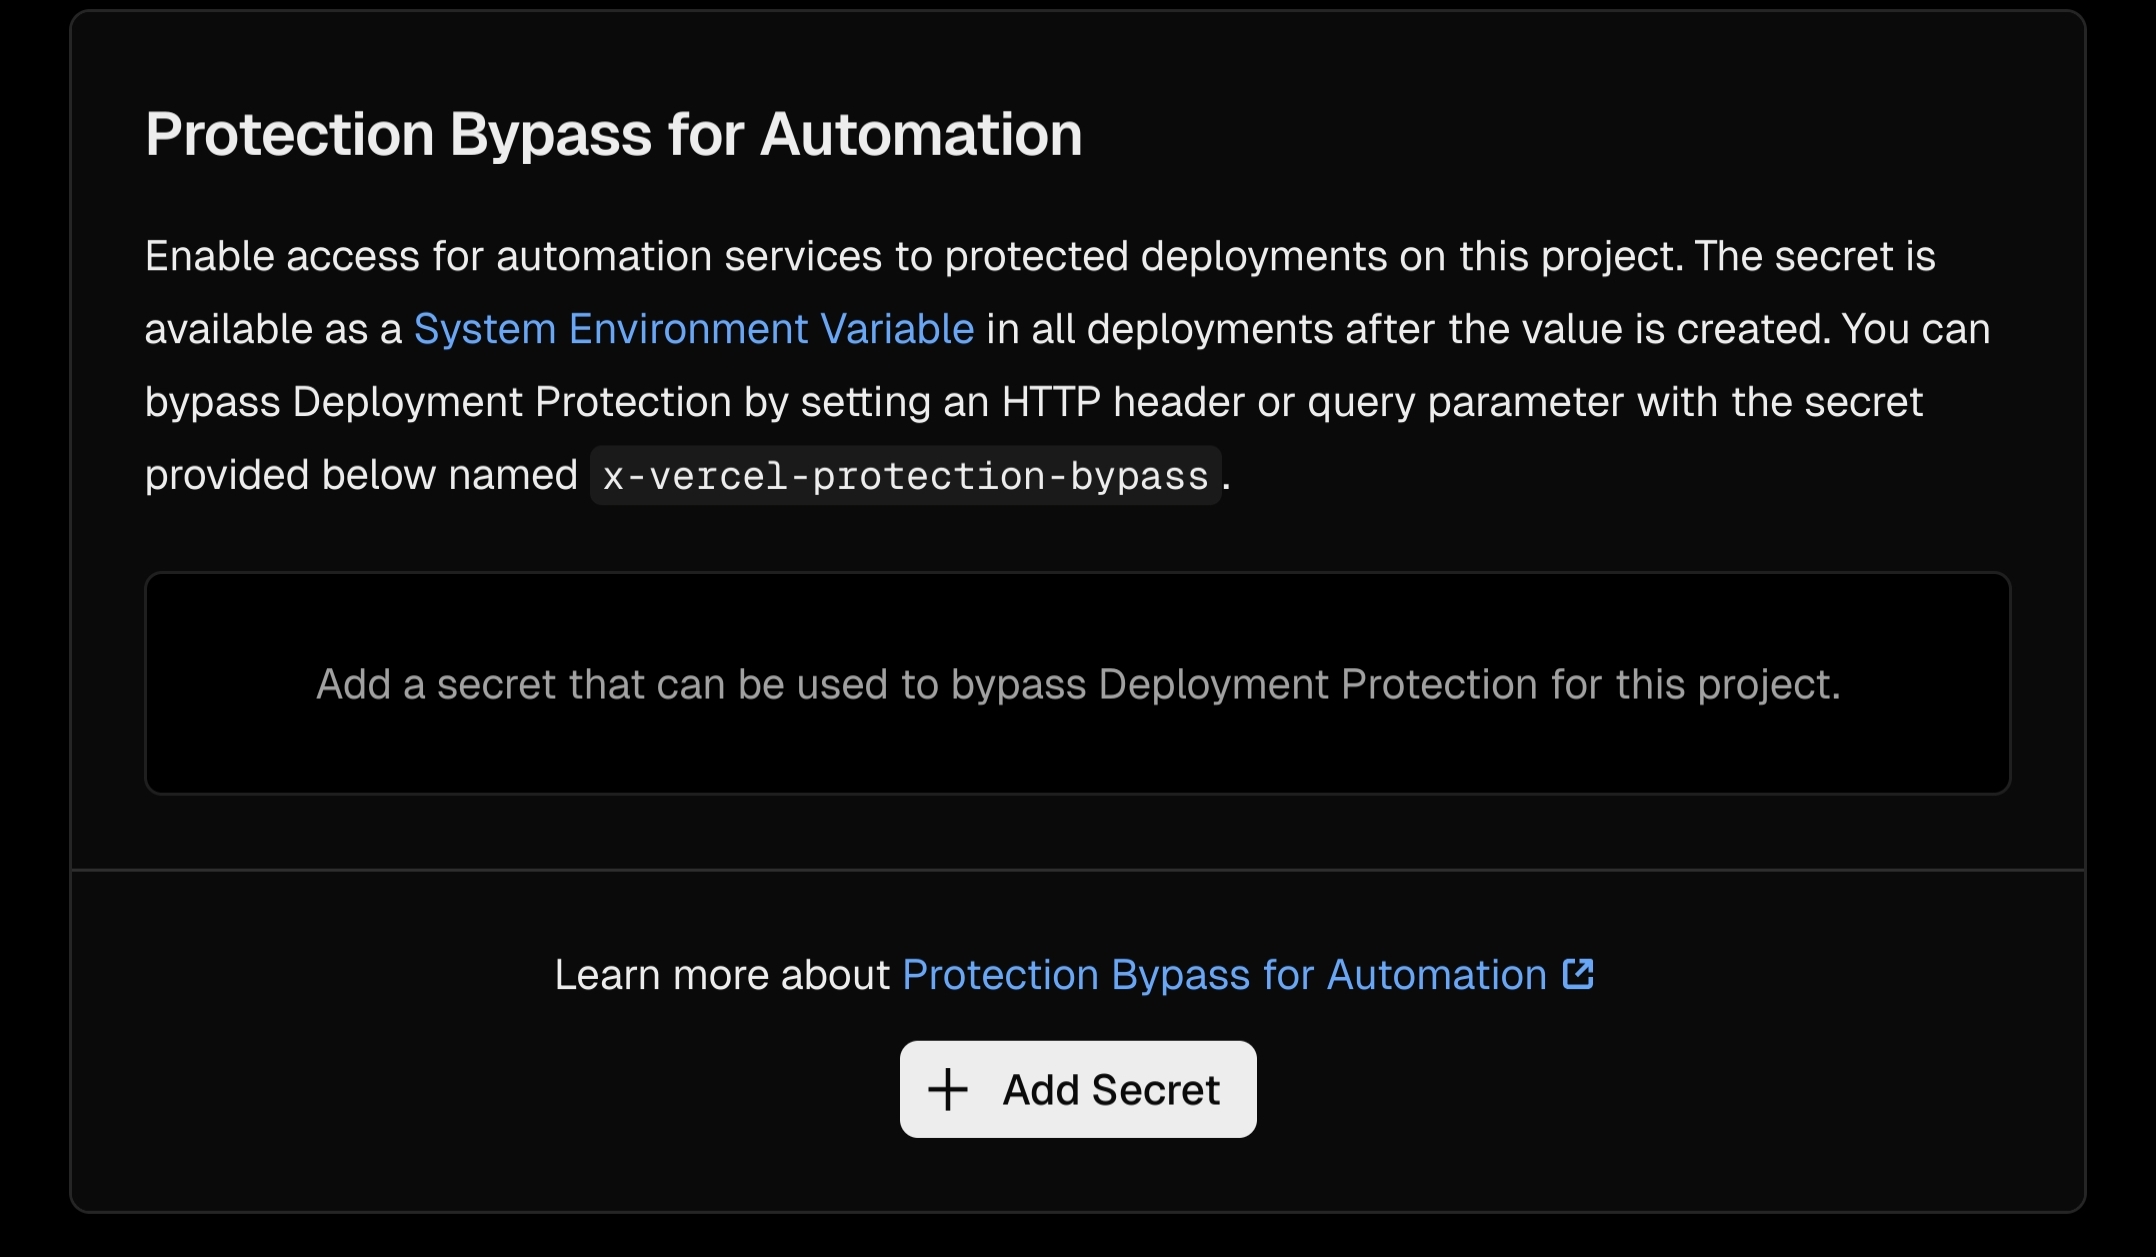 Protection Bypass for Automation
Enable access for automation services to protected deployments on this project. The secret is
available as a System Environment Variable in all deployments after the value is created. You can
bypass Deployment Protection by setting an HTTP header or query parameter with the secret
provided below named x-vercel-protection-bypass.
Add a secret that can be used to bypass Deployment Protection for this project.
Learn more about Protection Bypass for Automation
Add Secret